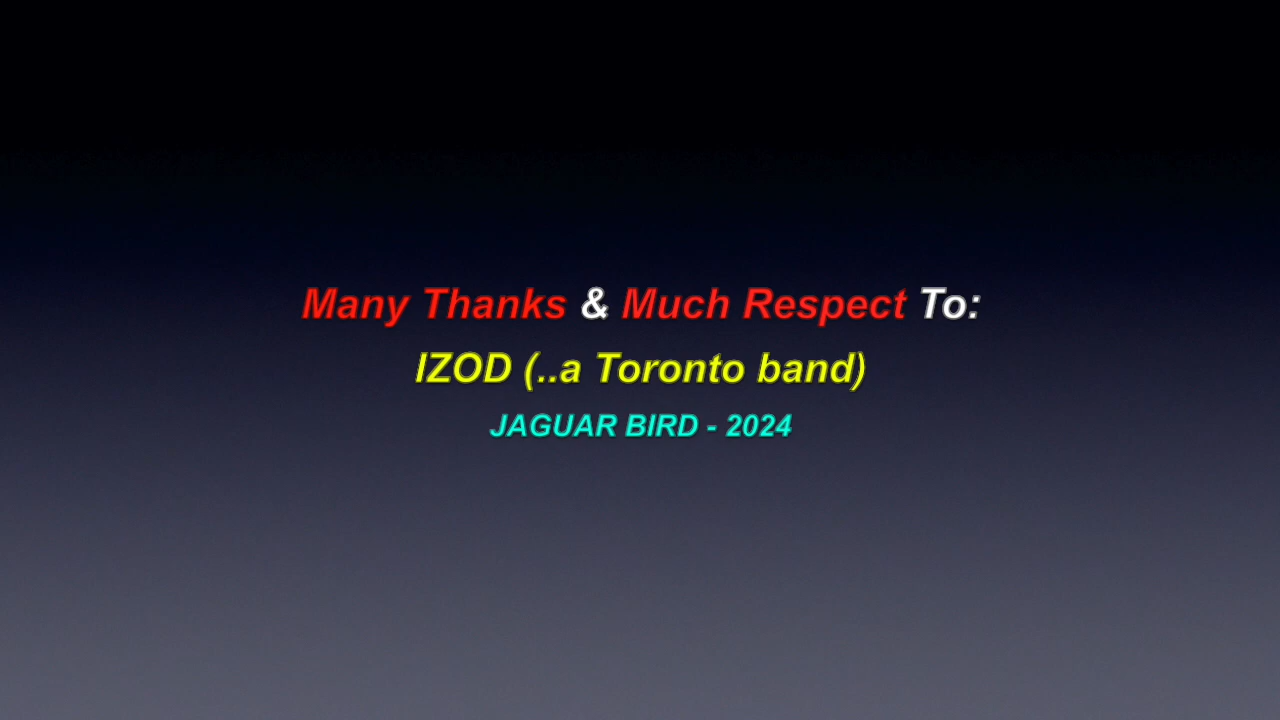 Many Thanks & Much Respect To:
IZOD (..a Toronto band)
JAGUAR BIRD - 2024